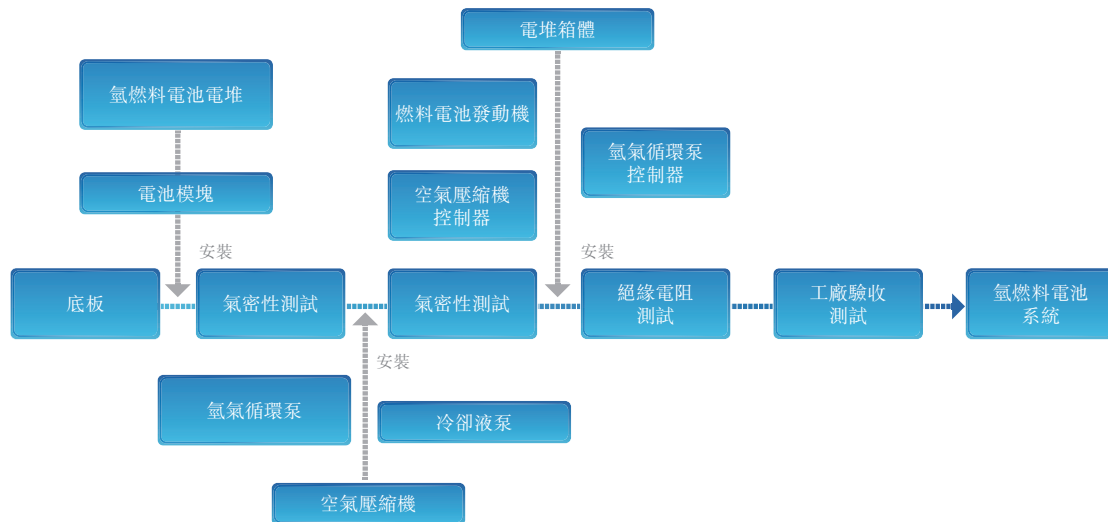 電堆箱體
氫燃料電池電堆
燃料電池發動機
氫氣循環泵
控制器
電池模塊
空氣壓縮機
控制器
安裝
安裝
底板
氣密性測試
氣密性測試
絕緣電阻
測試
工廠驗收
測試
氫燃料電池
系統
安裝
氫氣循環泵
冷卻液泵
空氣壓縮機